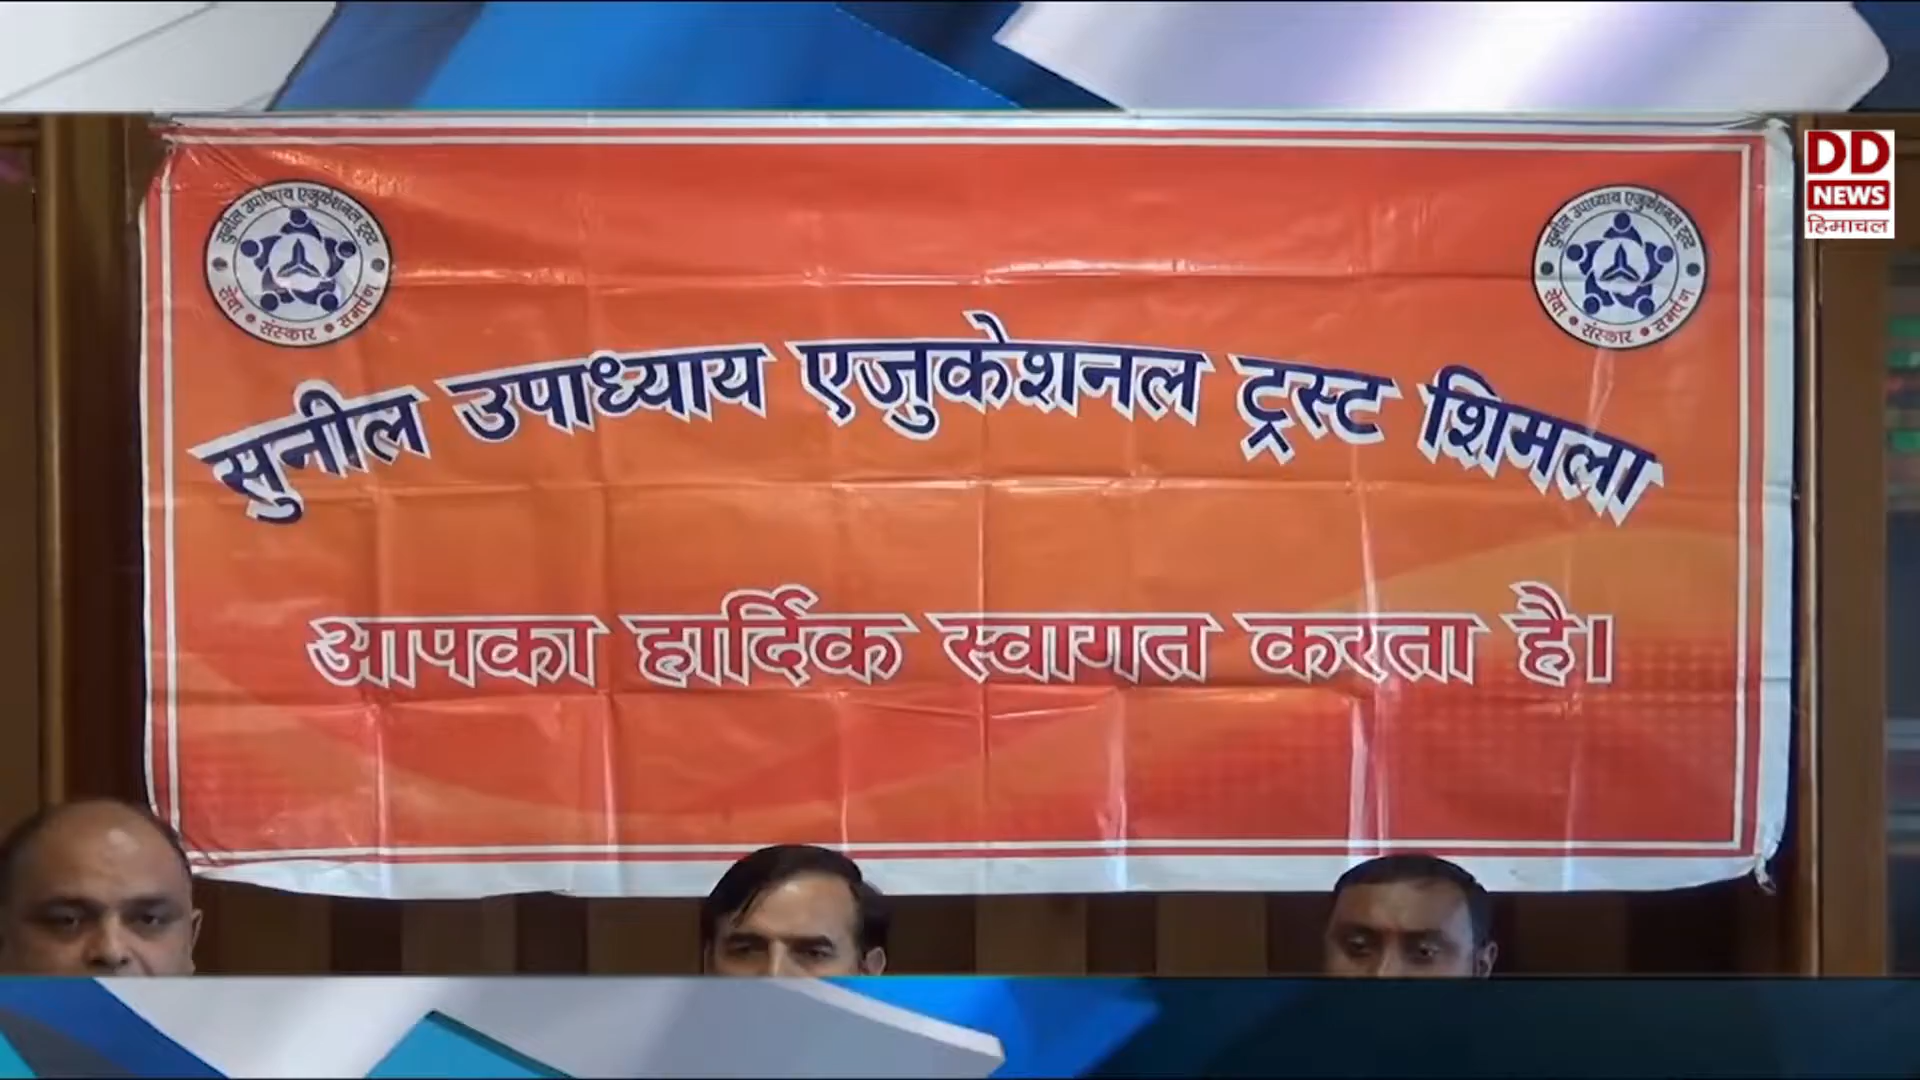 DD
NEWS
हिमाचल
सुनील उपाध्याय एजुकेशनल ट्रस्ट
सेवा • संस्कार • समर्पण
सुनील उपाध्याय एजुकेशनल ट्रस्ट
सेवा • संस्कार • समर्पण
सुनील उपाध्याय एजुकेशनल ट्रस्ट शिमला
आपका हार्दिक स्वागत करता है।